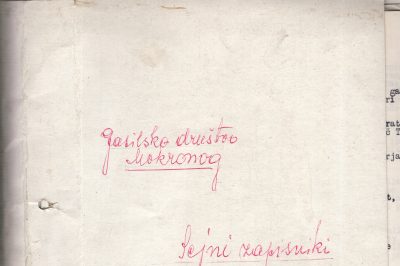 Gasilsko društvo
Mokronog
Sejni zapisniki